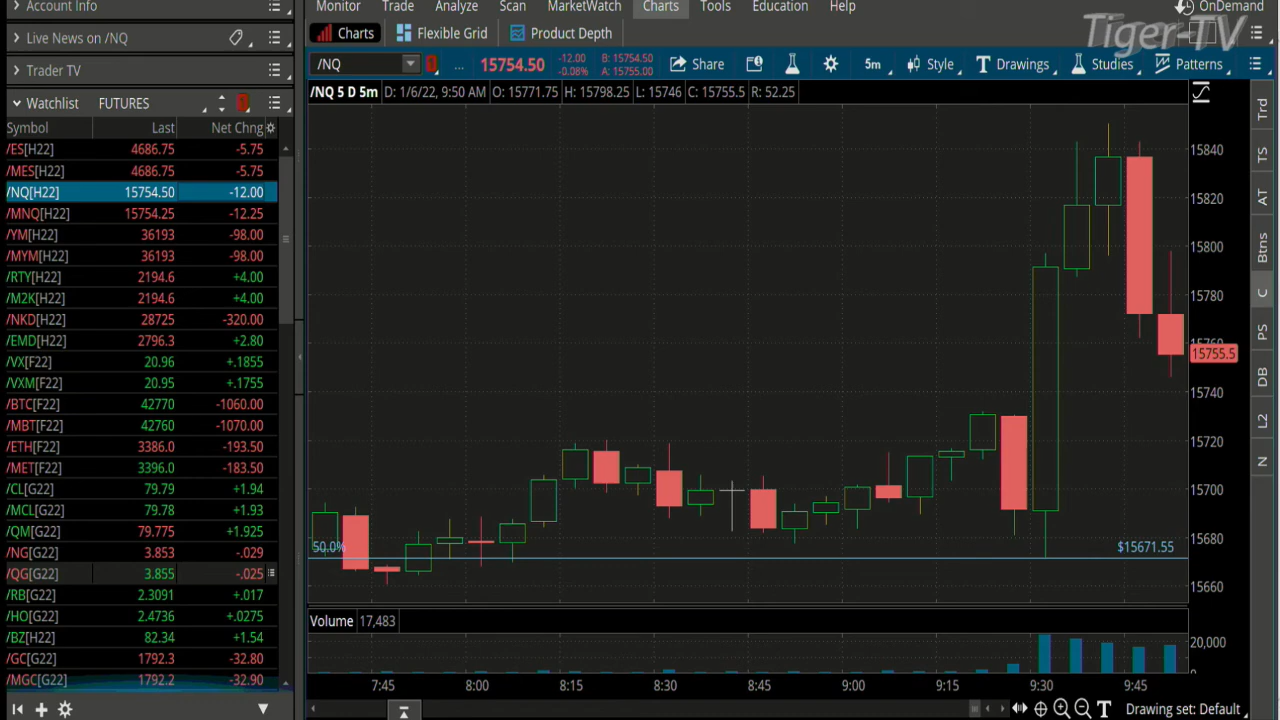 Account Info
Monitor Trade Analyze Scan MarketWatch Charts Tools Education Help
OnDemand
Tiger-TV
Live News on /NQ
Charts Flexible Grid Product Depth
Trader TV
/NQ ... 15754.50 -12.00 -0.08% B: 15754.50 A: 15755.00 Share 5m Style Drawings Studies Patterns
Watchlist FUTURES
/NQ 5 D 5m D: 1/6/22, 9:50 AM O: 15771.75 H: 15798.25 L: 15746 C: 15755.5 R: 52.25
Symbol Last Net Chng
/ES[H22] 4686.75 -5.75
/MES[H22] 4686.75 -5.75
/NQ[H22] 15754.50 -12.00
/MNQ[H22] 15754.25 -12.25
/YM[H22] 36193 -98.00
/MYM[H22] 36193 -98.00
/RTY[H22] 2194.6 +4.00
/M2K[H22] 2194.6 +4.00
/NKD[H22] 28725 -320.00
/EMD[H22] 2796.3 +2.80
/VX[F22] 20.96 +.1855
/VXM[F22] 20.95 +.1755
/BTC[F22] 42770 -1060.00
/MBT[F22] 42760 -1070.00
/ETH[F22] 3386.0 -193.50
/MET[F22] 3396.0 -183.50
/CL[G22] 79.79 +1.94
/MCL[G22] 79.78 +1.93
/QM[G22] 79.775 +1.925
/NG[G22] 3.853 -.029
/QG[G22] 3.855 -.025
/RB[G22] 2.3091 +.017
/HO[G22] 2.4736 +.0275
/BZ[H22] 82.34 +1.54
/GC[G22] 1792.3 -32.80
/MGC[G22] 1792.2 -32.90
15840
15820
15800
15780
15760
15755.5
15740
15720
15700
15680
15660
50.0% $15671.55
Volume 17,483
20,000
0
7:45 8:00 8:15 8:30 8:45 9:00 9:15 9:30 9:45
Drawing set: Default
Trd
TS
AT
Btns
C
PS
DB
L2
N